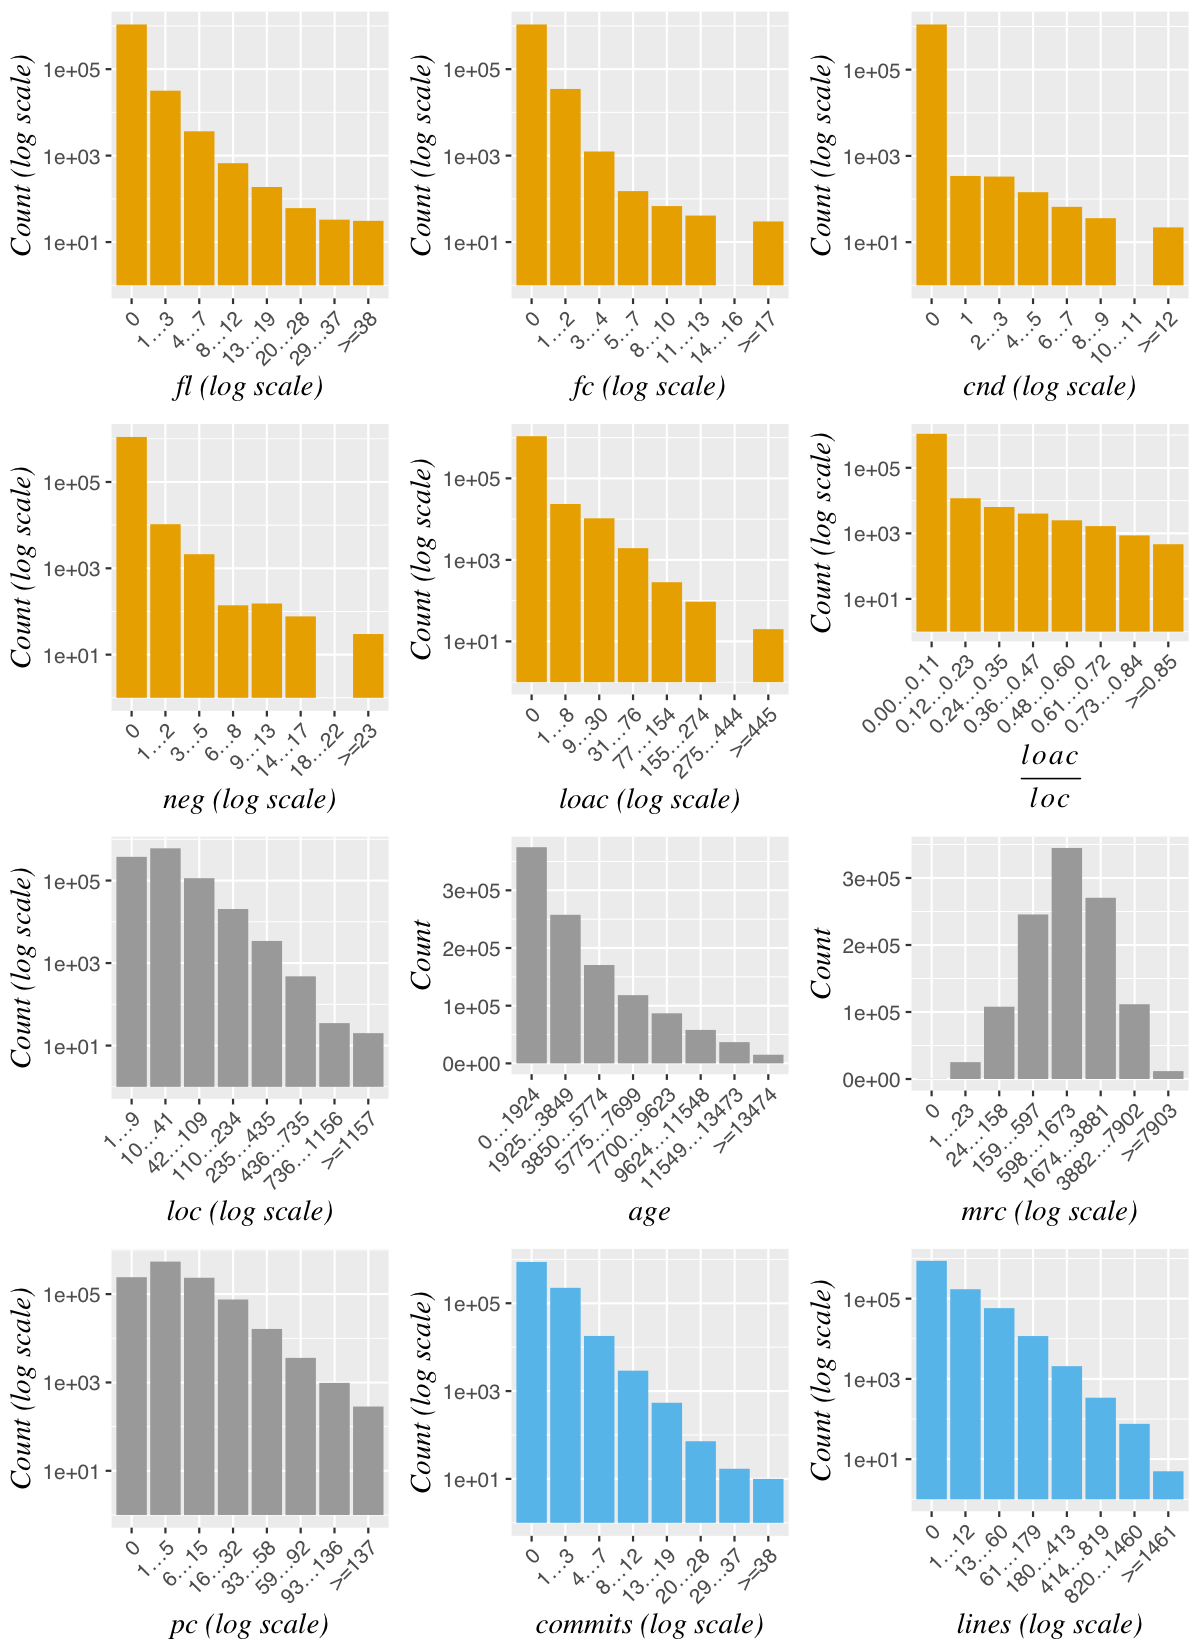 Count (log scale)
1e+05
1e+03
1e+01
0
1...3
4...7
8...12
13...19
20...28
29...37
>=38
fl (log scale)
Count (log scale)
1e+05
1e+03
1e+01
0
1...2
3...4
5...7
8...10
11...13
14...16
>=17
fc (log scale)
Count (log scale)
1e+05
1e+03
1e+01
0
1
2...3
4...5
6...7
8...9
10...11
>=12
cnd (log scale)
Count (log scale)
1e+05
1e+03
1e+01
0
1...2
3...5
6...8
9...13
14...17
18...22
>=23
neg (log scale)
Count (log scale)
1e+05
1e+03
1e+01
0
1...8
9...30
31...76
77...154
155...274
275...444
>=445
loac (log scale)
Count (log scale)
1e+05
1e+03
1e+01
0.00...0.11
0.12...0.23
0.24...0.35
0.36...0.47
0.48...0.60
0.61...0.72
0.73...0.84
>=0.85
loac
loc
Count (log scale)
1e+05
1e+03
1e+01
1...9
10...41
42...109
110...234
235...435
436...735
736...1156
>=1157
loc (log scale)
Count
3e+05
2e+05
1e+05
0e+00
0...1924
1925...3849
3850...5774
5775...7699
7700...9623
9624...11548
11549...13473
>=13474
age
Count
3e+05
2e+05
1e+05
0e+00
0
1...23
24...158
159...597
598...1673
1674...3881
3882...7902
>=7903
mrc (log scale)
Count (log scale)
1e+05
1e+03
1e+01
0
1...5
6...15
16...32
33...58
59...92
93...136
>=137
pc (log scale)
Count (log scale)
1e+05
1e+03
1e+01
0
1...3
4...7
8...12
13...19
20...28
29...37
>=38
commits (log scale)
Count (log scale)
1e+05
1e+03
1e+01
0
1...12
13...60
61...179
180...413
414...819
820...1460
>=1461
lines (log scale)